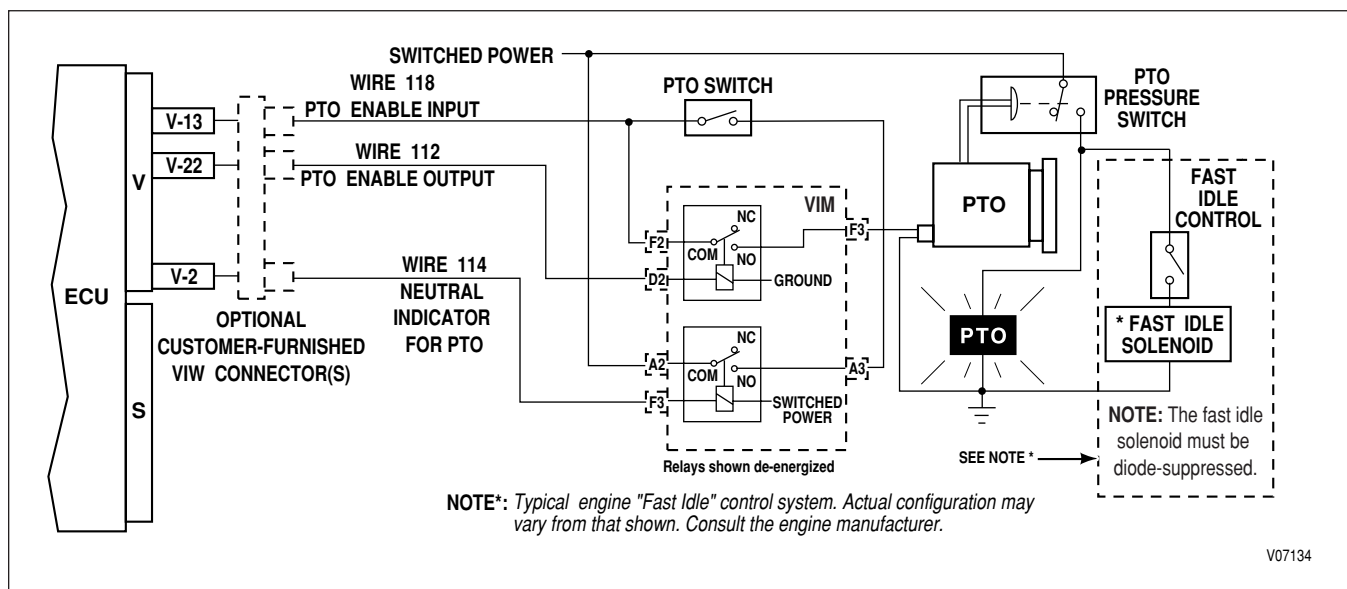 SWITCHED POWER
WIRE 118
PTO ENABLE INPUT
PTO SWITCH
PTO
PRESSURE
SWITCH
V-13
V-22
V-2
V
S
ECU
WIRE 112
PTO ENABLE OUTPUT
WIRE 114
NEUTRAL
INDICATOR
FOR PTO
OPTIONAL
CUSTOMER-FURNISHED
VIW CONNECTOR(S)
VIM
NC
COM
NO
F2
D2
F3
GROUND
NC
COM
NO
A2
F3
A3
SWITCHED
POWER
Relays shown de-energized
PTO
PTO
FAST
IDLE
CONTROL
* FAST IDLE
SOLENOID
NOTE: The fast idle
solenoid must be
diode-suppressed.
SEE NOTE *
NOTE*: Typical engine "Fast Idle" control system. Actual configuration may
vary from that shown. Consult the engine manufacturer.
V07134